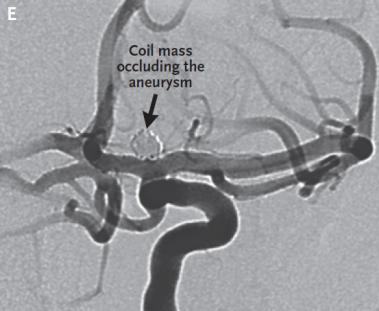 E
Coil mass
occluding the
aneurysm